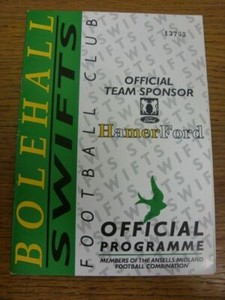 BOLEHALL
SWIFTS
FOOTBALL CLUB
OFFICIAL
TEAM SPONSOR
HamerFord
OFFICIAL
PROGRAMME
MEMBERS OF THE ANSELLS MIDLAND
FOOTBALL COMBINATION